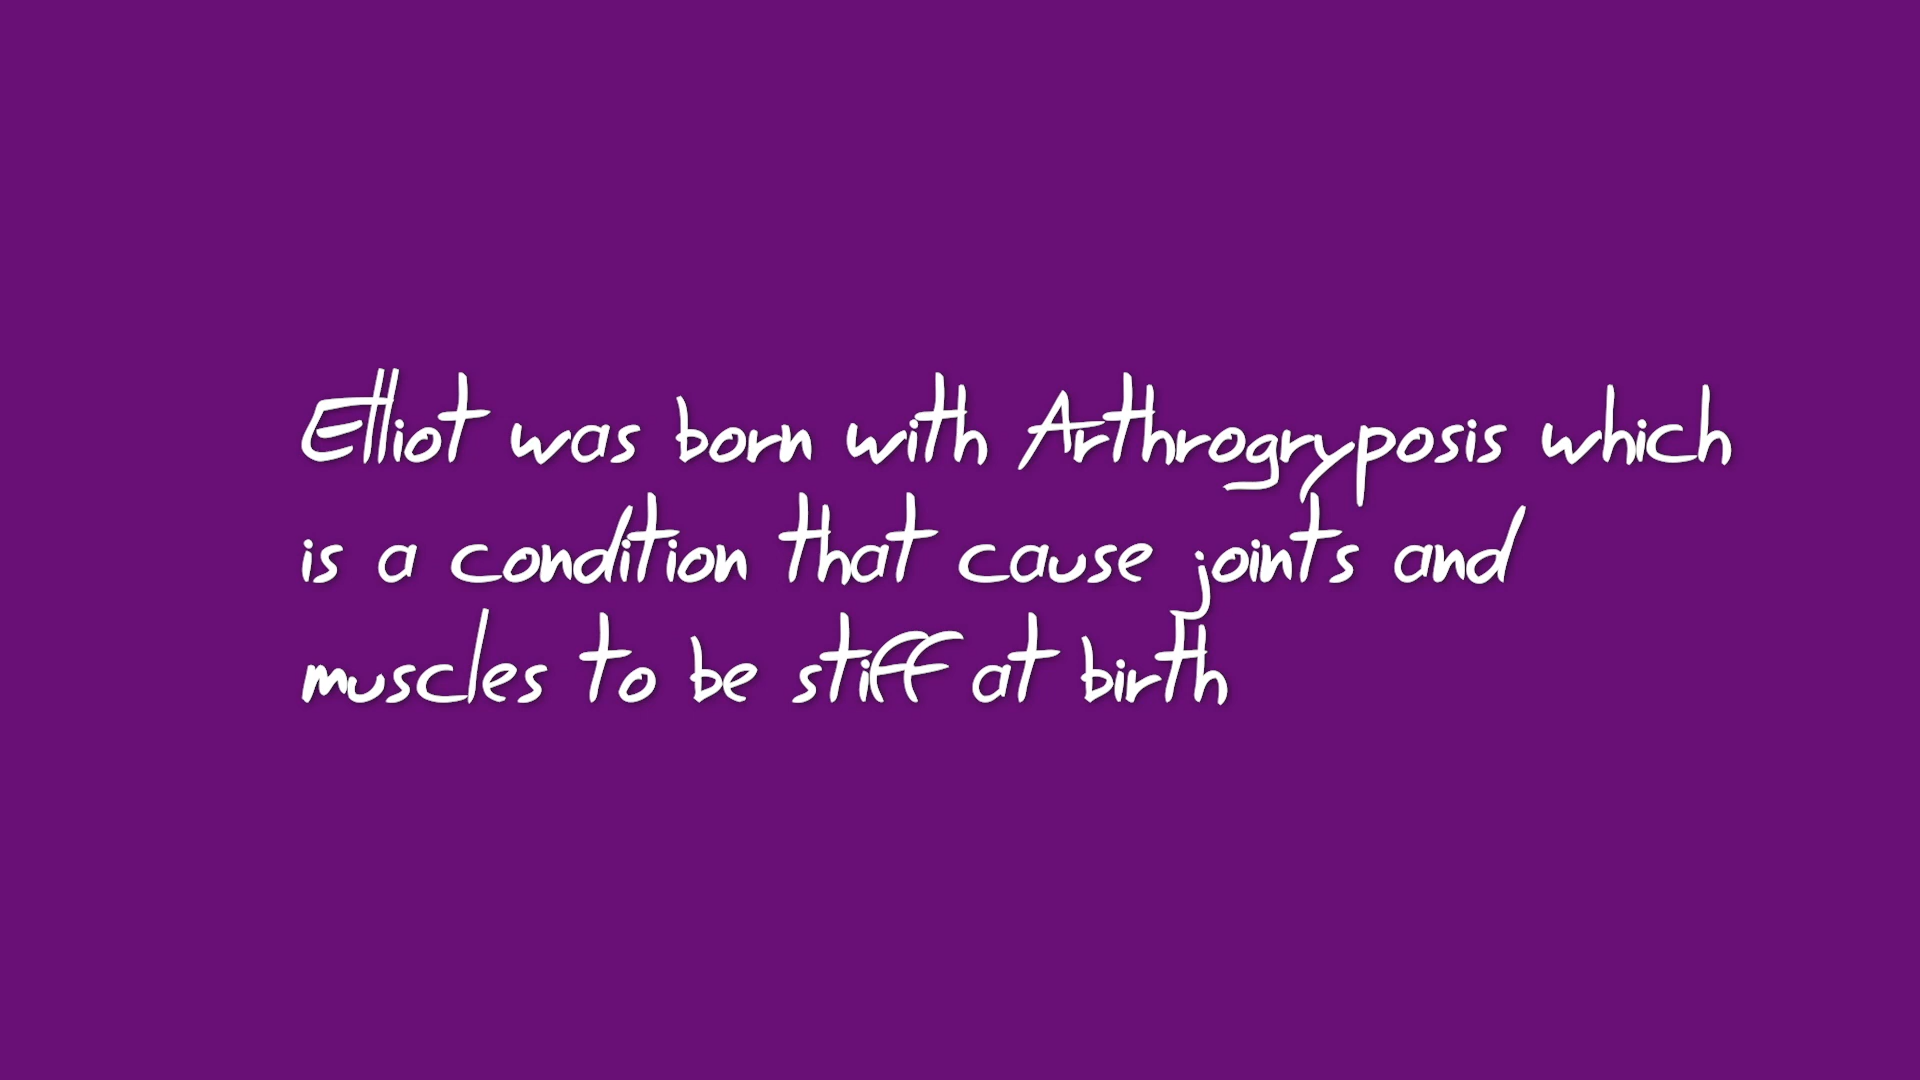 Elliot was born with Arthrogryposis which
is a condition that cause joints and
muscles to be stiff at birth